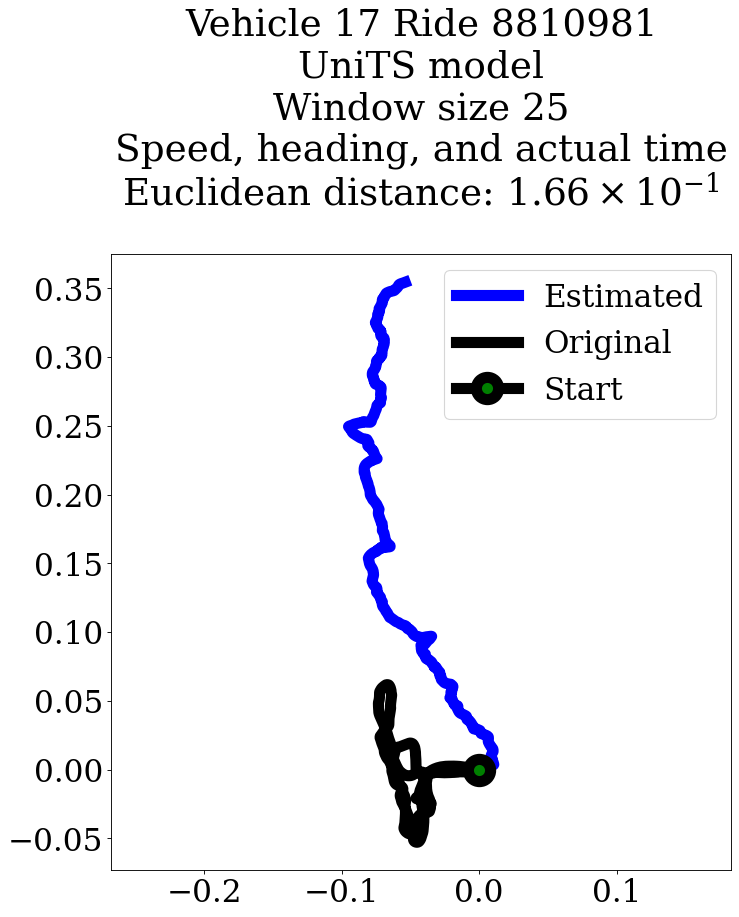 Vehicle 17 Ride 8810981
UniTS model
Window size 25
Speed, heading, and actual time
Euclidean distance: 1.66 × 10⁻¹
Estimated
Original
Start
0.35
0.30
0.25
0.20
0.15
0.10
0.05
0.00
−0.05
−0.2 −0.1 0.0 0.1